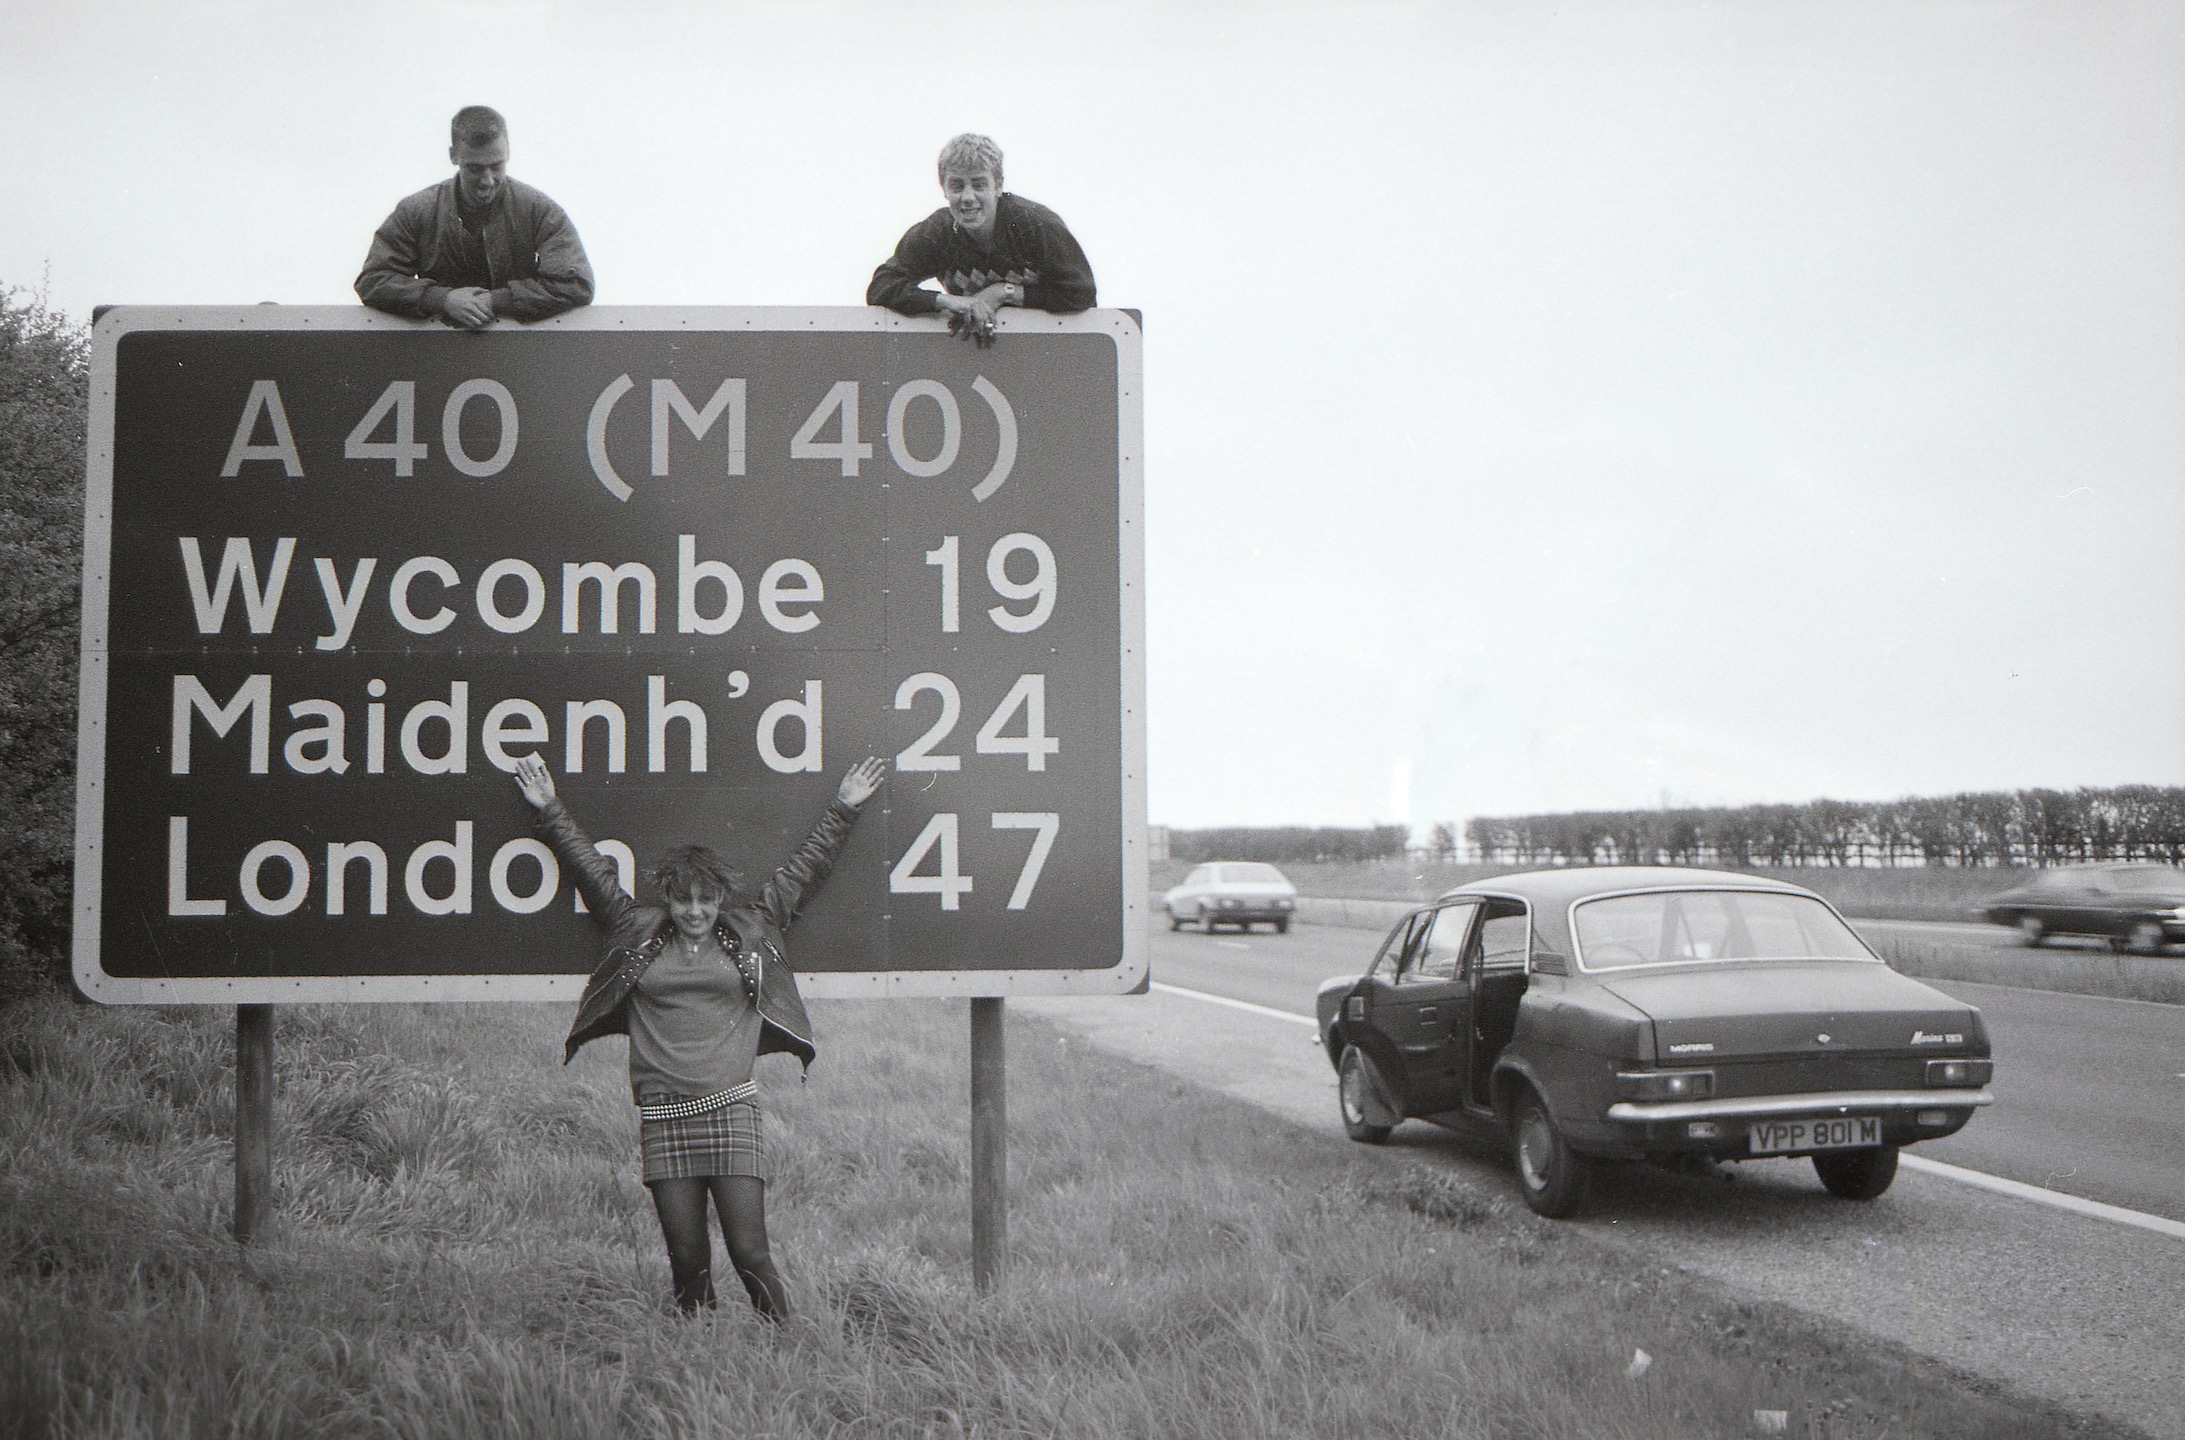 A 40 (M 40)
Wycombe 19
Maidenh'd 24
London 47
MORRIS
Marina
VPP 801 M